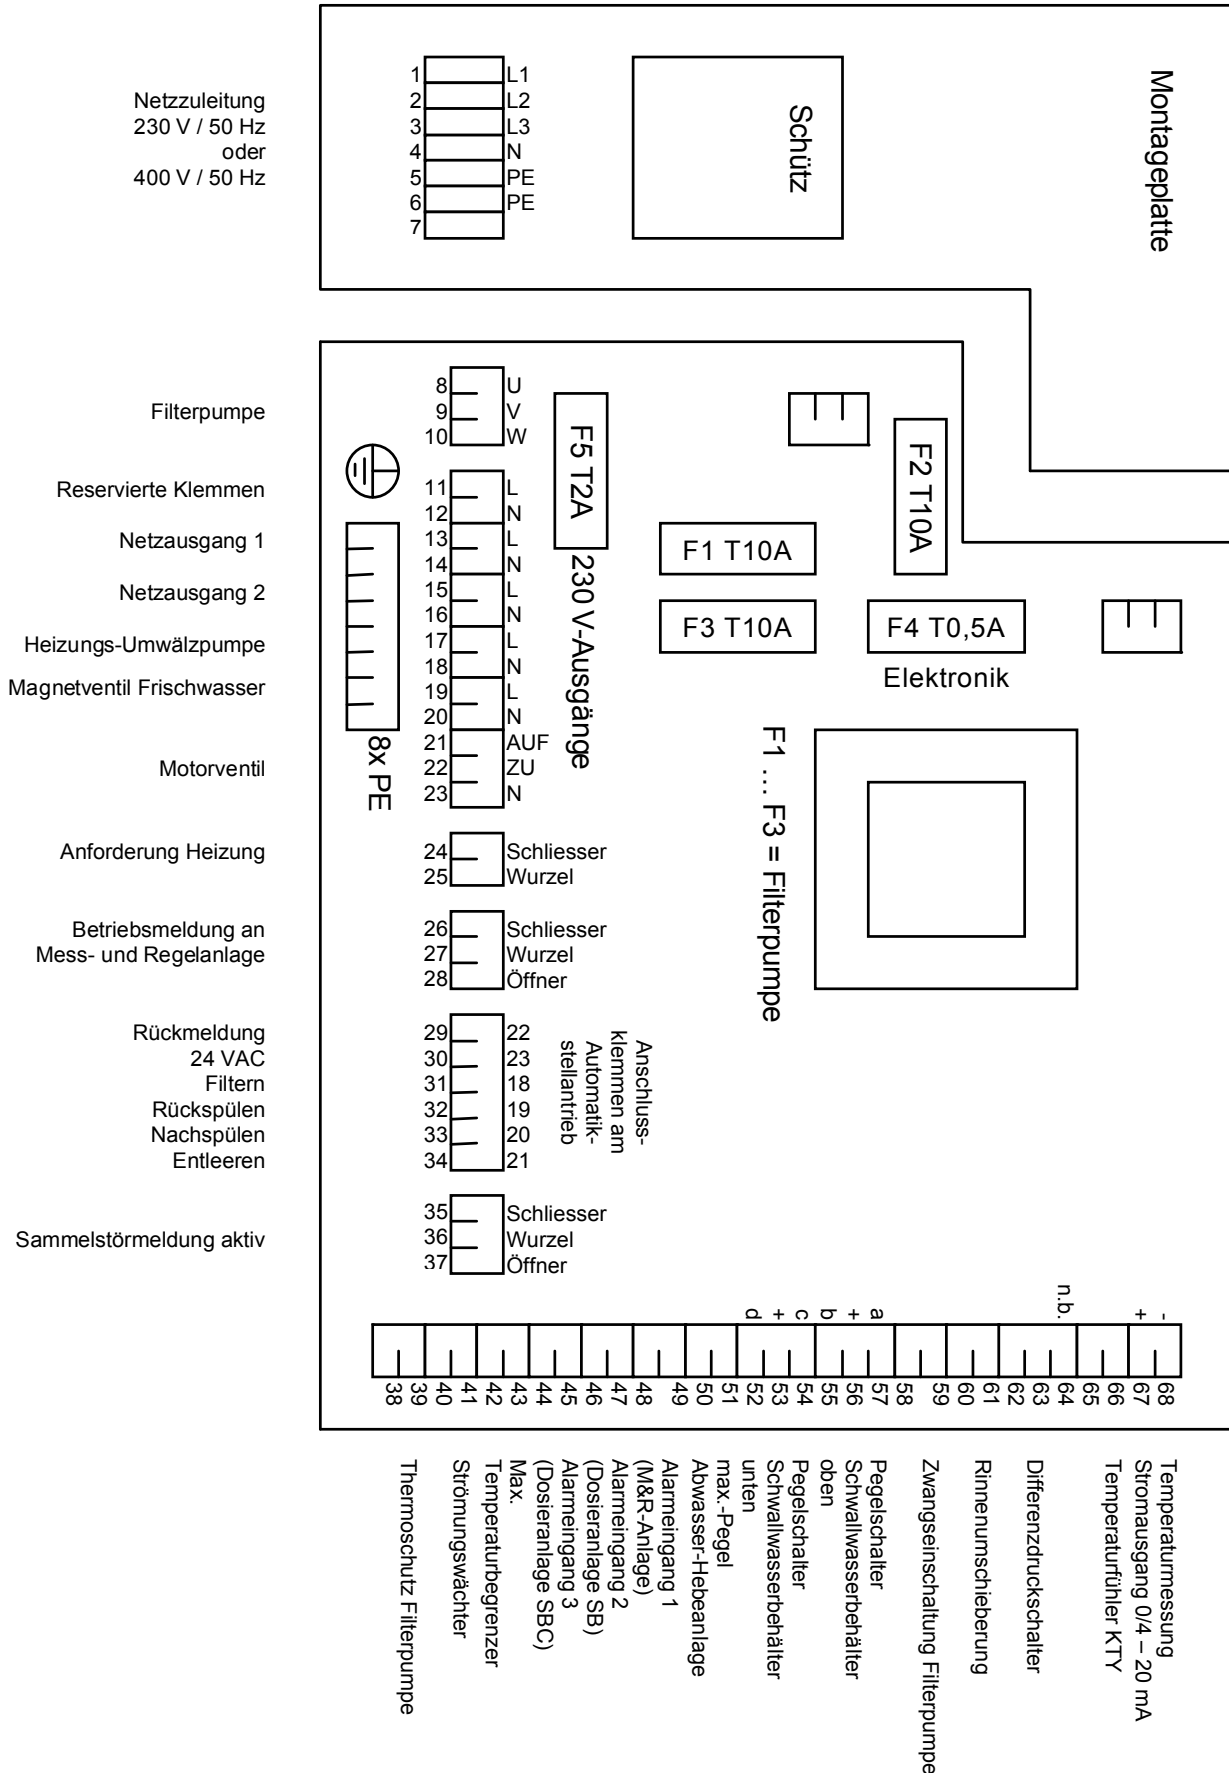 Netzzuleitung
230 V / 50 Hz
oder
400 V / 50 Hz
1 L1
2 L2
3 L3
4 N
5 PE
6 PE
7
Schütz
Montageplatte
Filterpumpe
8 U
9 V
10 W
Reservierte Klemmen
11 L
12 N
Netzausgang 1
13 L
14 N
Netzausgang 2
15 L
16 N
Heizungs-Umwälzpumpe
17 L
18 N
Magnetventil Frischwasser
19 L
20 N
Motorventil
21 AUF
22 ZU
23 N
8x PE
F5 T2A
230 V-Ausgänge
F1 T10A
F2 T10A
F3 T10A
F4 T0,5A
Elektronik
F1 ... F3 = Filterpumpe
Anforderung Heizung
24 Schliesser
25 Wurzel
Betriebsmeldung an
Mess- und Regelanlage
26 Schliesser
27 Wurzel
28 Öffner
Rückmeldung
24 VAC
Filtern
Rückspülen
Nachspülen
Entleeren
29 22
30 23
31 18
32 19
33 20
34 21
Anschluss-
klemmen am
Automatik-
stellantrieb
Sammelstörmeldung aktiv
35 Schliesser
36 Wurzel
37 Öffner
d + c b + a n.b. + -
38 39 40 41 42 43 44 45 46 47 48 49 50 51 52 53 54 55 56 57 58 59 60 61 62 63 64 65 66 67 68
Thermoschutz Filterpumpe
Strömungswächter
Max.
Temperaturbegrenzer
Alarmeingang 3
(Dosieranlage SBC)
Alarmeingang 2
(Dosieranlage SB)
Alarmeingang 1
(M&R-Anlage)
max.-Pegel
Abwasser-Hebeanlage
Pegelschalter
Schwallwasserbehälter
unten
Pegelschalter
Schwallwasserbehälter
oben
Zwangseinschaltung Filterpumpe
Rinnenumschieberung
Differenzdruckschalter
Temperaturfühler KTY
Temperaturmessung
Stromausgang 0/4 – 20 mA